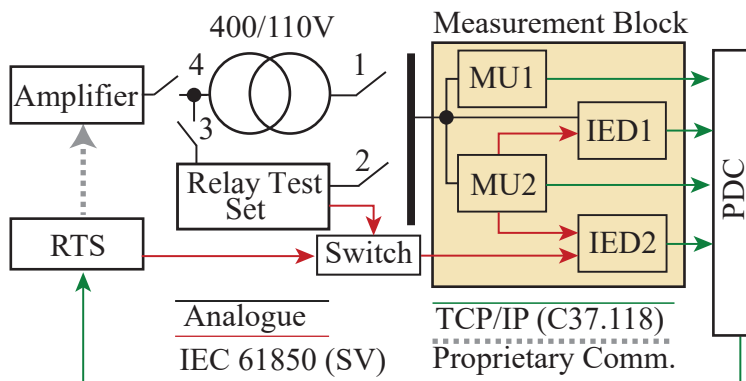 400/110V
Measurement Block
Amplifier
4
1
MU1
3
IED1
PDC
2
Relay Test
Set
MU2
RTS
Switch
IED2
Analogue
TCP/IP (C37.118)
IEC 61850 (SV)
Proprietary Comm.